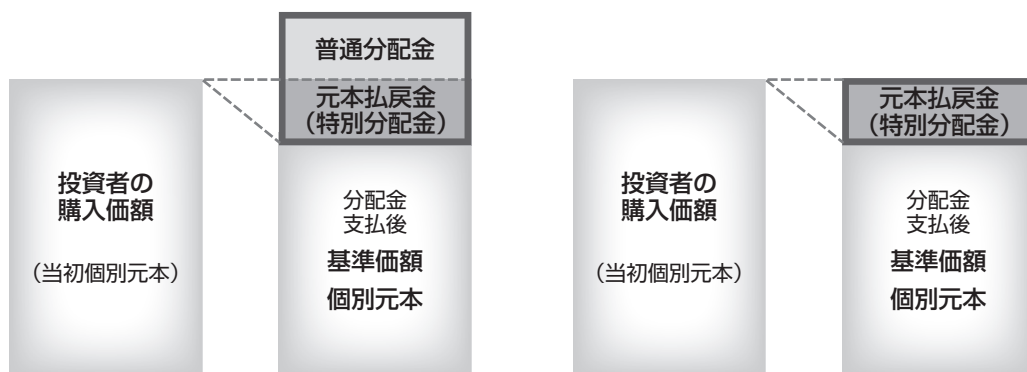 普通分配金
元本払戻金
（特別分配金）
投資者の
購入価額
（当初個別元本）
分配金
支払後
基準価額
個別元本
元本払戻金
（特別分配金）
投資者の
購入価額
（当初個別元本）
分配金
支払後
基準価額
個別元本